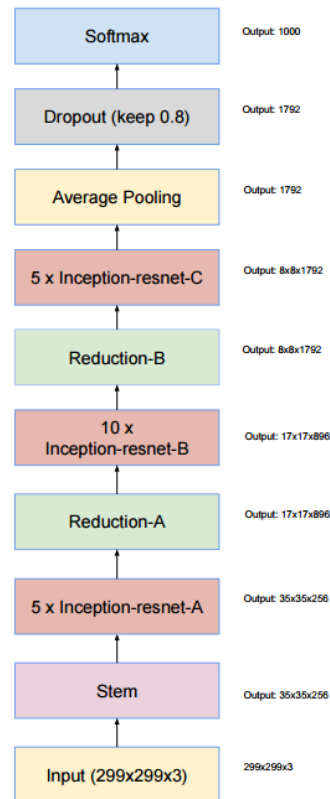 Softmax
Output: 1000
Dropout (keep 0.8)
Output: 1792
Average Pooling
Output: 1792
5 x Inception-resnet-C
Output: 8x8x1792
Reduction-B
Output: 8x8x1792
10 x
Inception-resnet-B
Output: 17x17x896
Reduction-A
Output: 17x17x896
5 x Inception-resnet-A
Output: 35x35x256
Stem
Output: 35x35x256
Input (299x299x3)
299x299x3